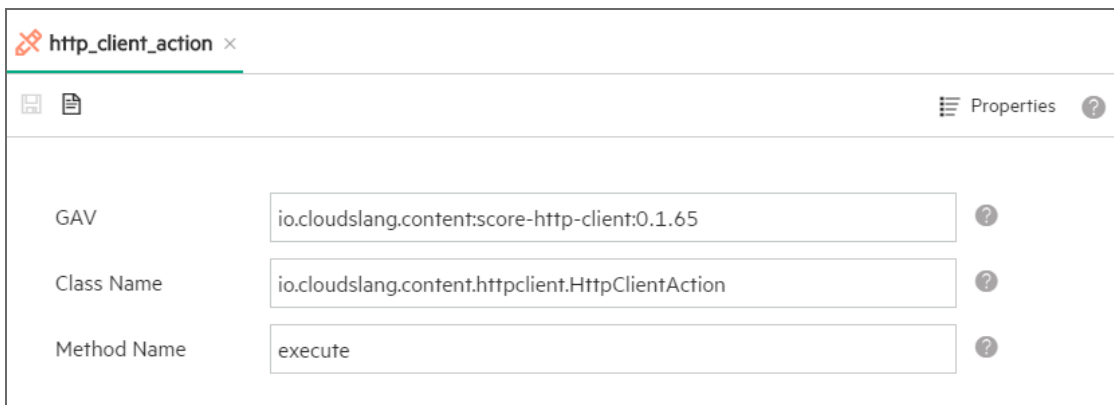 http_client_action ×
Properties ?
GAV io.cloudslang.content:score-http-client:0.1.65 ?
Class Name io.cloudslang.content.httpclient.HttpClientAction ?
Method Name execute ?